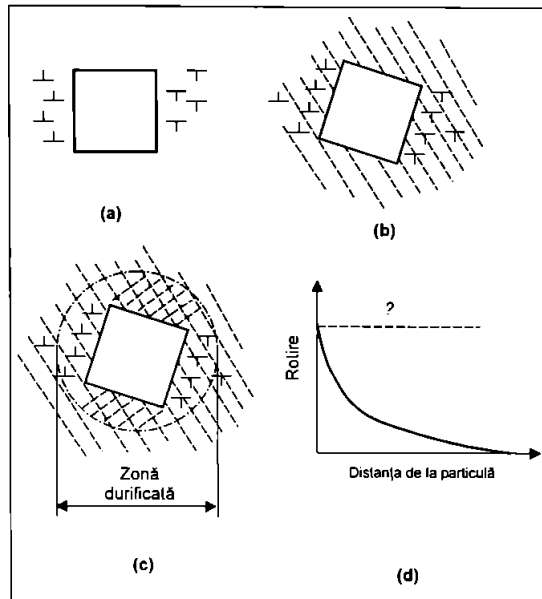 (a)
(b)
Zonă
durificată
(c)
?
Rotire
Distanța de la particulă
(d)